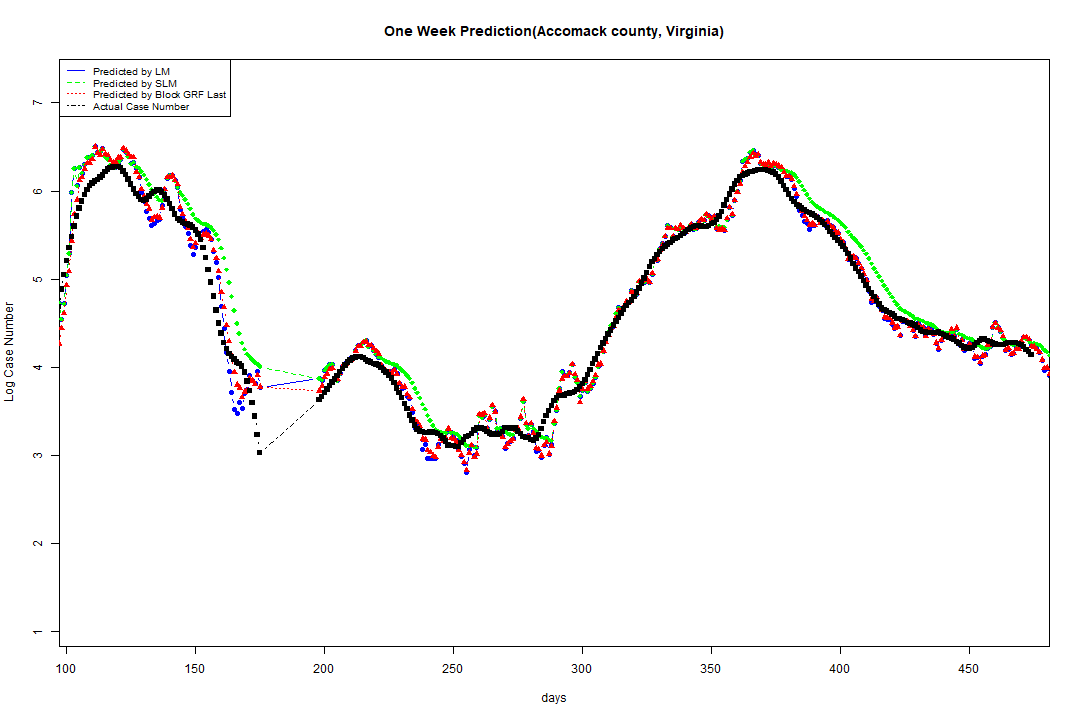 One Week Prediction(Accomack county, Virginia)
Predicted by LM
Predicted by SLM
Predicted by Block GRF Last
Actual Case Number
7
6
5
4
3
2
1
Log Case Number
100 150 200 250 300 350 400 450
days